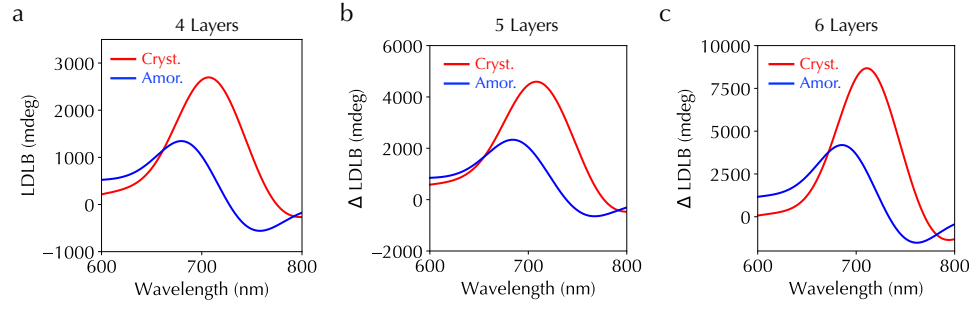 a
4 Layers
LDLB (mdeg)
3000
2000
1000
0
−1000
Cryst.
Amor.
600
700
800
Wavelength (nm)
b
5 Layers
Δ LDLB (mdeg)
6000
4000
2000
0
−2000
Cryst.
Amor.
600
700
800
Wavelength (nm)
c
6 Layers
Δ LDLB (mdeg)
10000
7500
5000
2500
0
Cryst.
Amor.
600
700
800
Wavelength (nm)